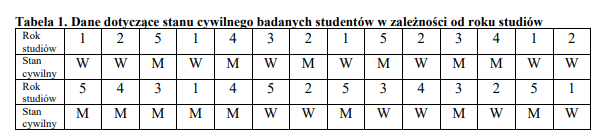 Tabela 1. Dane dotyczące stanu cywilnego badanych studentów w zależności od roku studiów
Rok studiów 1 2 5 1 4 3 2 1 5 2 3 4 1 2
Stan cywilny W W M W M W M W M W M M W W
Rok studiów 5 4 3 1 4 5 2 5 3 4 3 2 5 1
Stan cywilny M M M M W W M W W M W M W